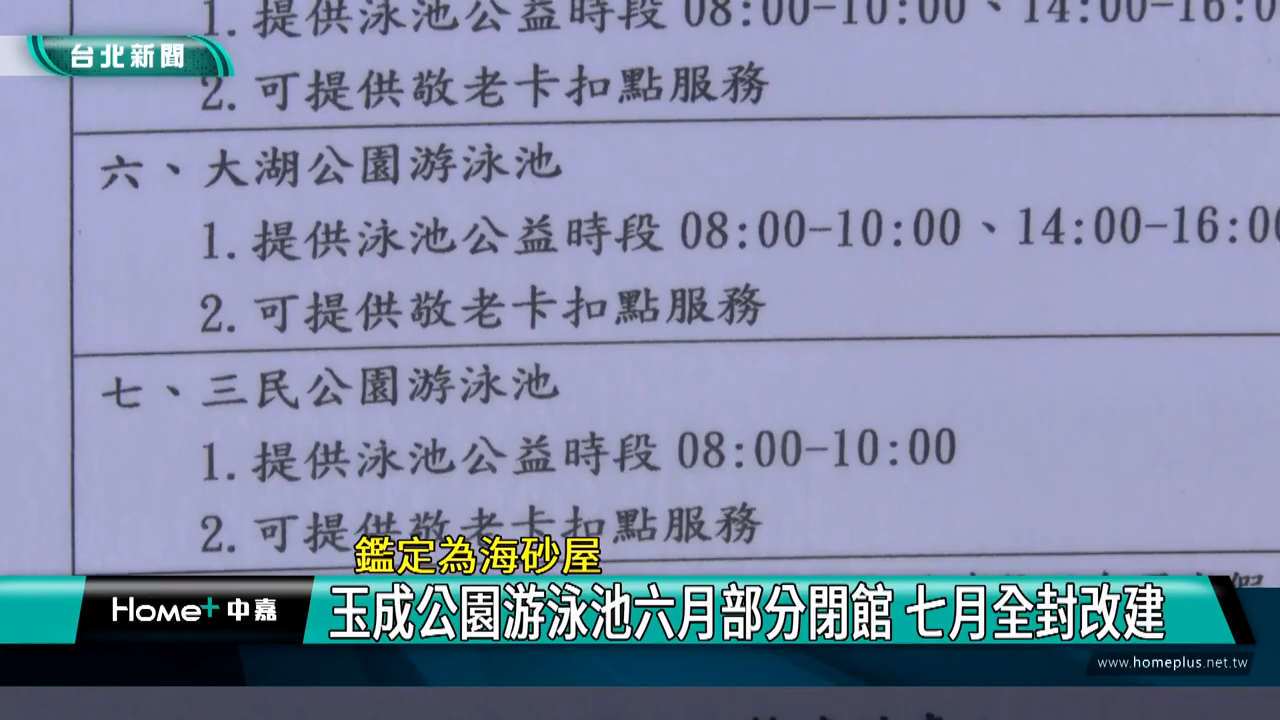 1.提供泳池公益時段 08:00-10:00、14:00-16:0
台北新聞
2.可提供敬老卡扣點服務
六、大湖公園游泳池
1.提供泳池公益時段 08:00-10:00、14:00-16:00
2.可提供敬老卡扣點服務
七、三民公園游泳池
1.提供泳池公益時段 08:00-10:00
2.可提供敬老卡扣點服務
鑑定為海砂屋
Home+中嘉
玉成公園游泳池六月部分閉館 七月全封改建
www.homeplus.net.tw